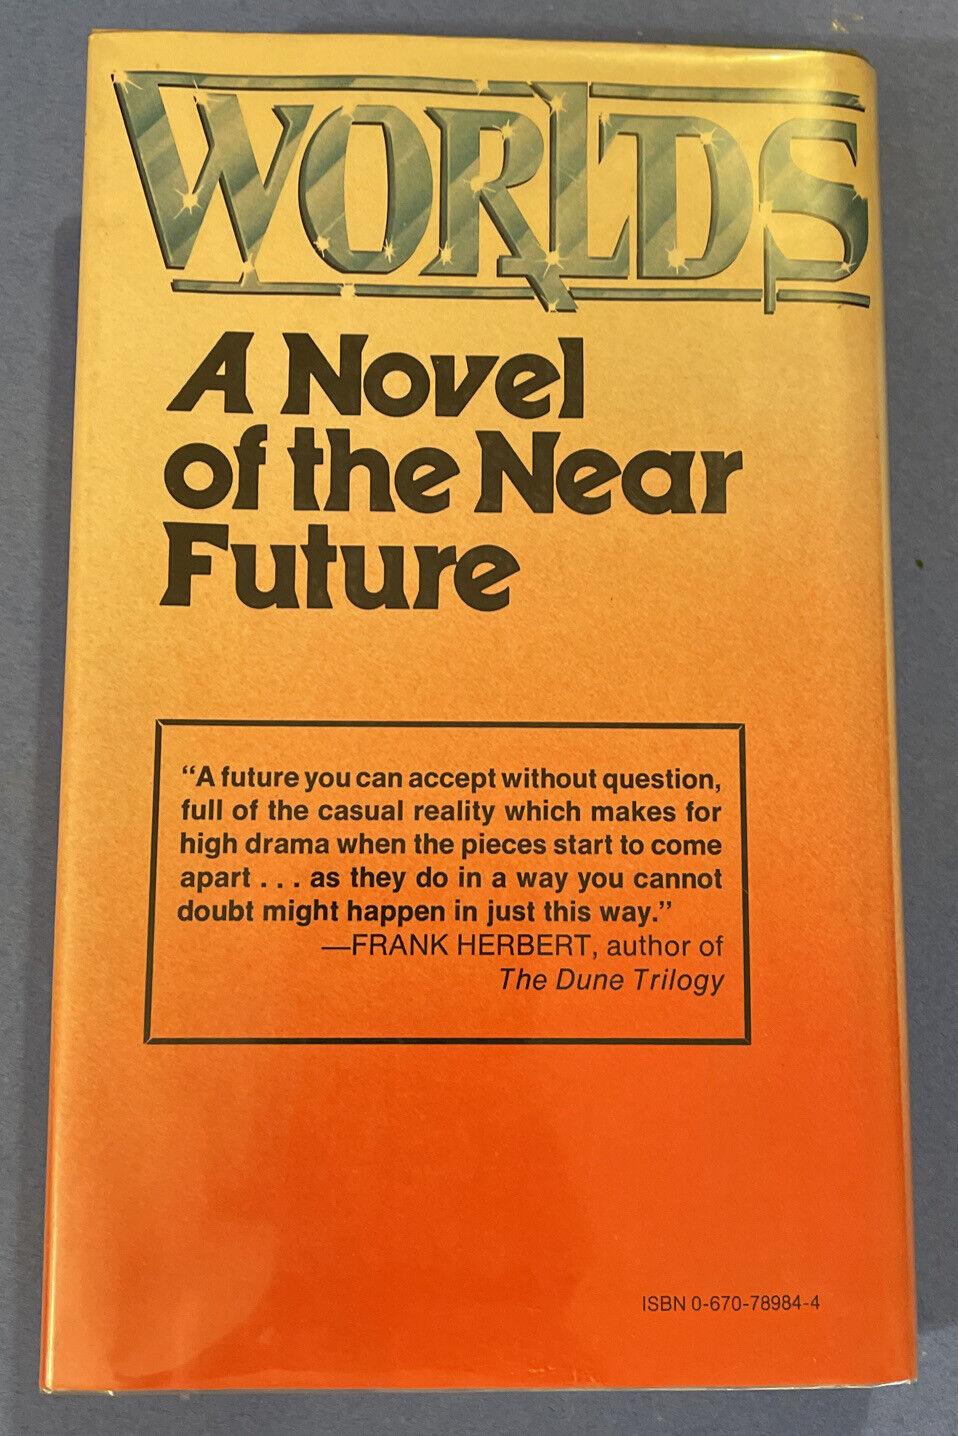 WORLDS
A Novel
of the Near
Future
“A future you can accept without question,
full of the casual reality which makes for
high drama when the pieces start to come
apart . . . as they do in a way you cannot
doubt might happen in just this way.”
—FRANK HERBERT, author of
The Dune Trilogy
ISBN 0-670-78984-4